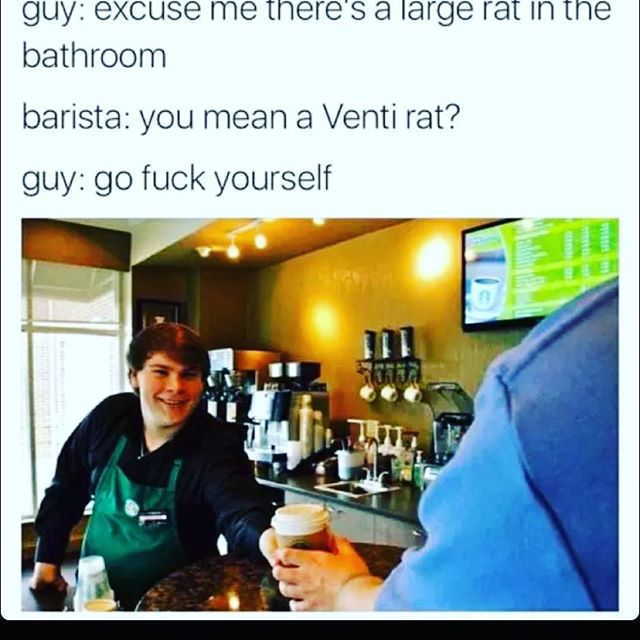 guy: excuse me there's a large rat in the
bathroom
barista: you mean a Venti rat?
guy: go fuck yourself